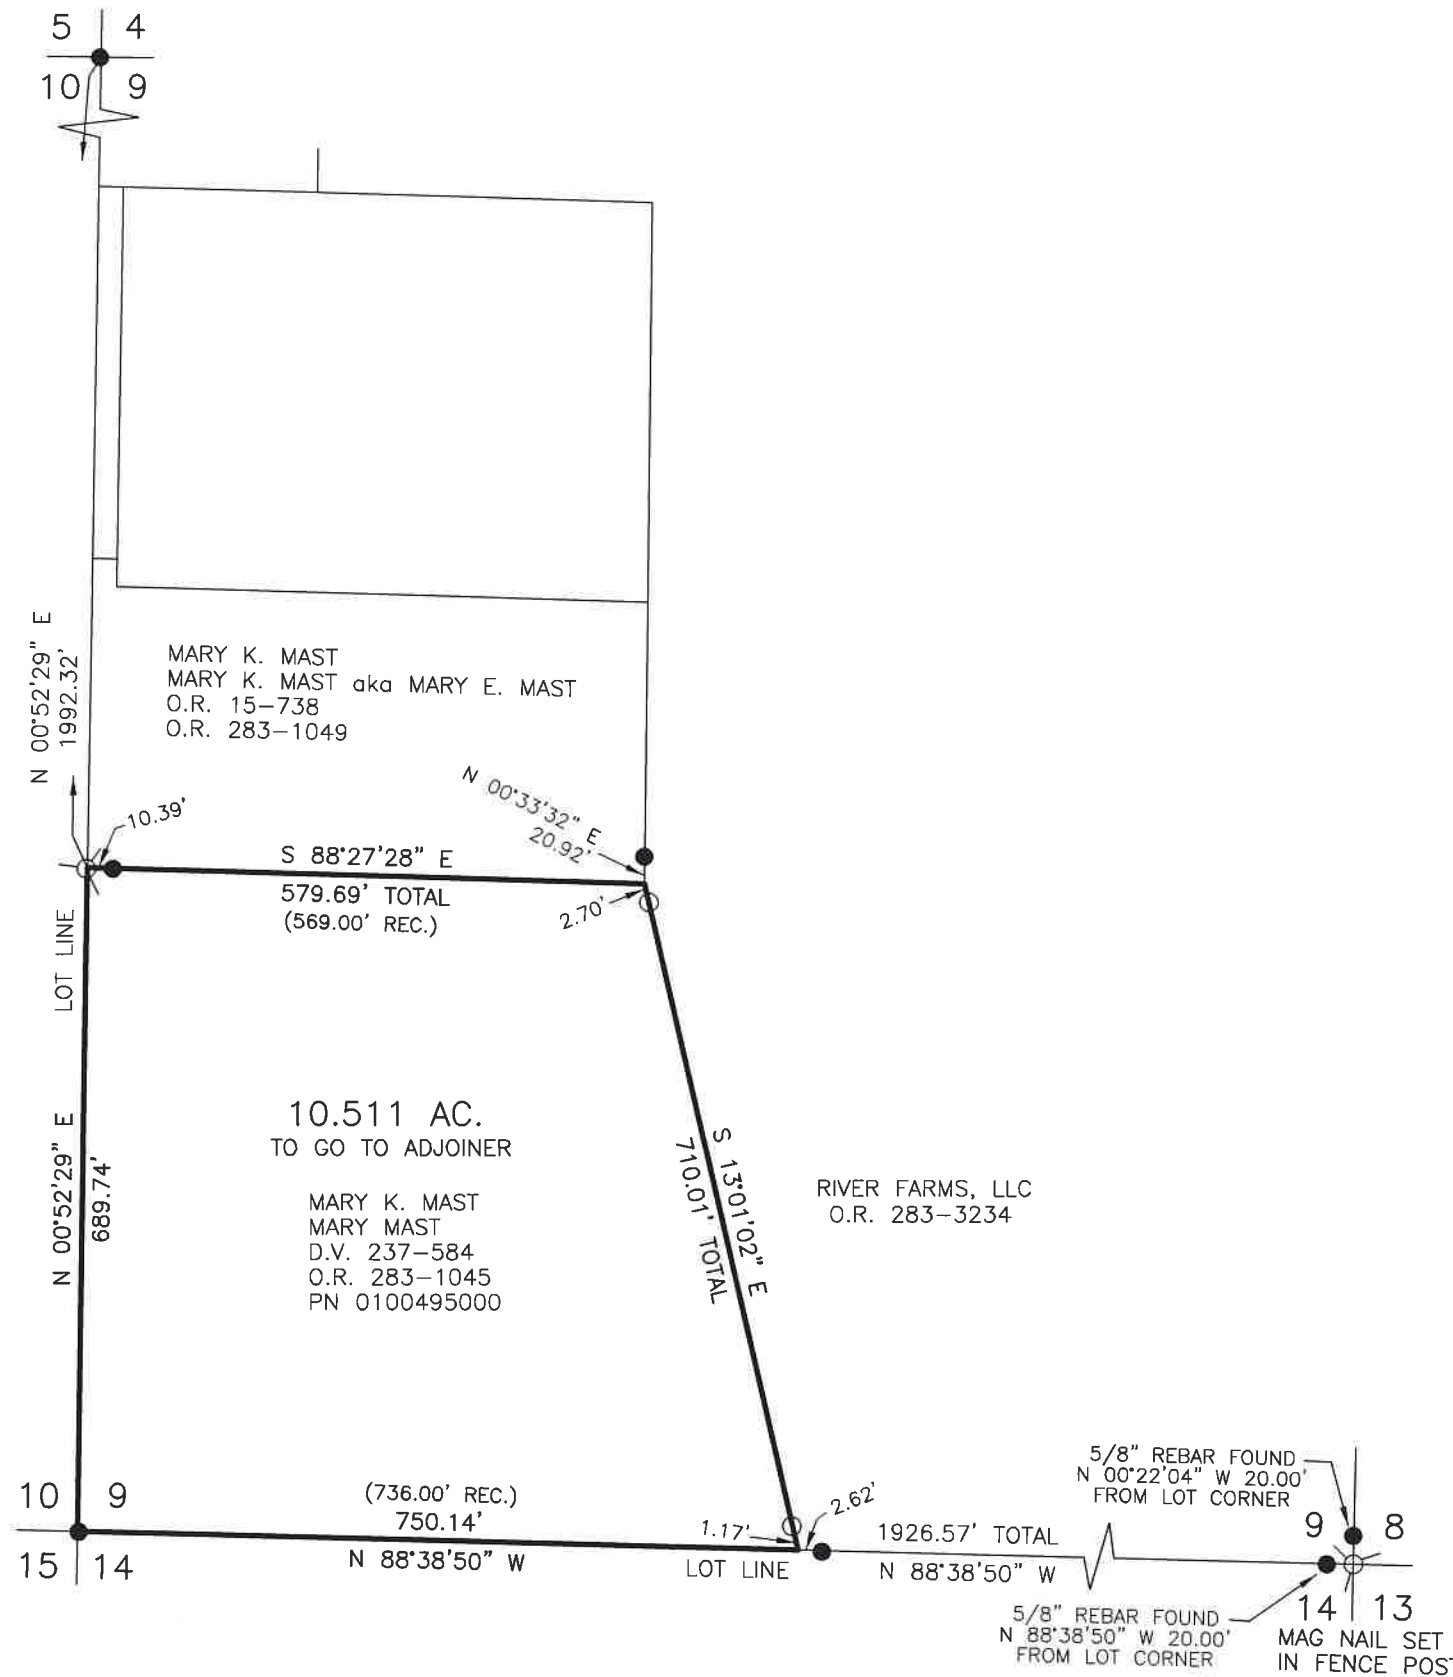 5 4
10 9
N 00°52'29" E
1992.32'
MARY K. MAST
MARY K. MAST aka MARY E. MAST
O.R. 15-738
O.R. 283-1049
N 00°33'32" E
20.92'
10.39'
S 88°27'28" E
579.69' TOTAL
(569.00' REC.)
2.70'
LOT LINE
N 00°52'29" E
689.74'
10.511 AC.
TO GO TO ADJOINER
MARY K. MAST
MARY MAST
D.V. 237-584
O.R. 283-1045
PN 0100495000
S 13°01'02" E
710.01' TOTAL
RIVER FARMS, LLC
O.R. 283-3234
10 9
15 14
(736.00' REC.)
750.14'
N 88°38'50" W
1.17'
2.62'
LOT LINE
1926.57' TOTAL
N 88°38'50" W
5/8" REBAR FOUND
N 00°22'04" W 20.00'
FROM LOT CORNER
9 8
14 13
5/8" REBAR FOUND
N 88°38'50" W 20.00'
FROM LOT CORNER
MAG NAIL SET
IN FENCE POS